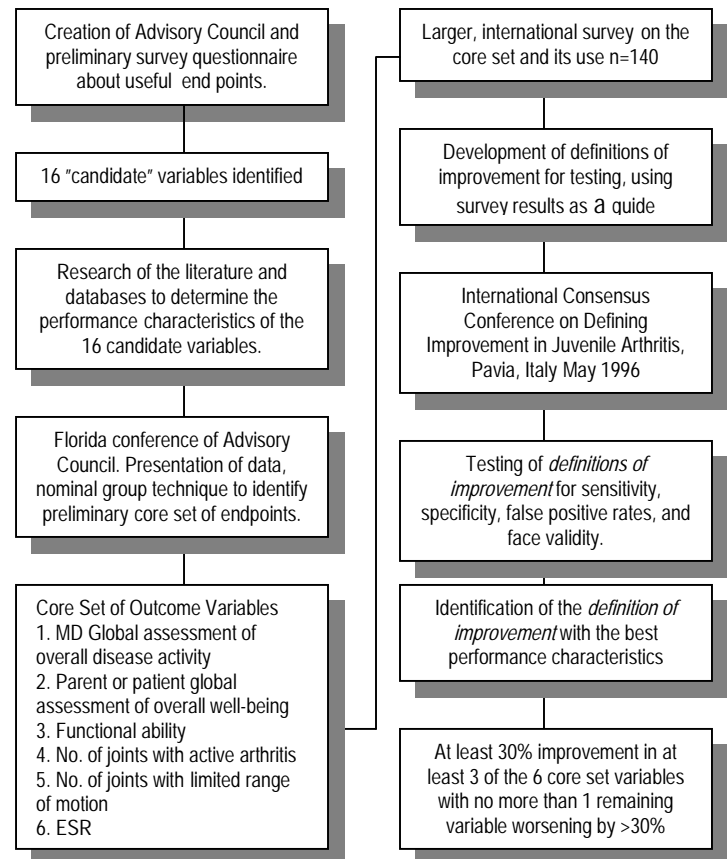 Creation of Advisory Council and
preliminary survey questionnaire
about useful end points.
16 "candidate" variables identified
Research of the literature and
databases to determine the
performance characteristics of the
16 candidate variables.
Florida conference of Advisory
Council. Presentation of data,
nominal group technique to identify
preliminary core set of endpoints.
Core Set of Outcome Variables
1. MD Global assessment of
overall disease activity
2. Parent or patient global
assessment of overall well-being
3. Functional ability
4. No. of joints with active arthritis
5. No. of joints with limited range
of motion
6. ESR
Larger, international survey on the
core set and its use n=140
Development of definitions of
improvement for testing, using
survey results as a guide
International Consensus
Conference on Defining
Improvement in Juvenile Arthritis,
Pavia, Italy May 1996
Testing of definitions of
improvement for sensitivity,
specificity, false positive rates, and
face validity.
Identification of the definition of
improvement with the best
performance characteristics
At least 30% improvement in at
least 3 of the 6 core set variables
with no more than 1 remaining
variable worsening by >30%